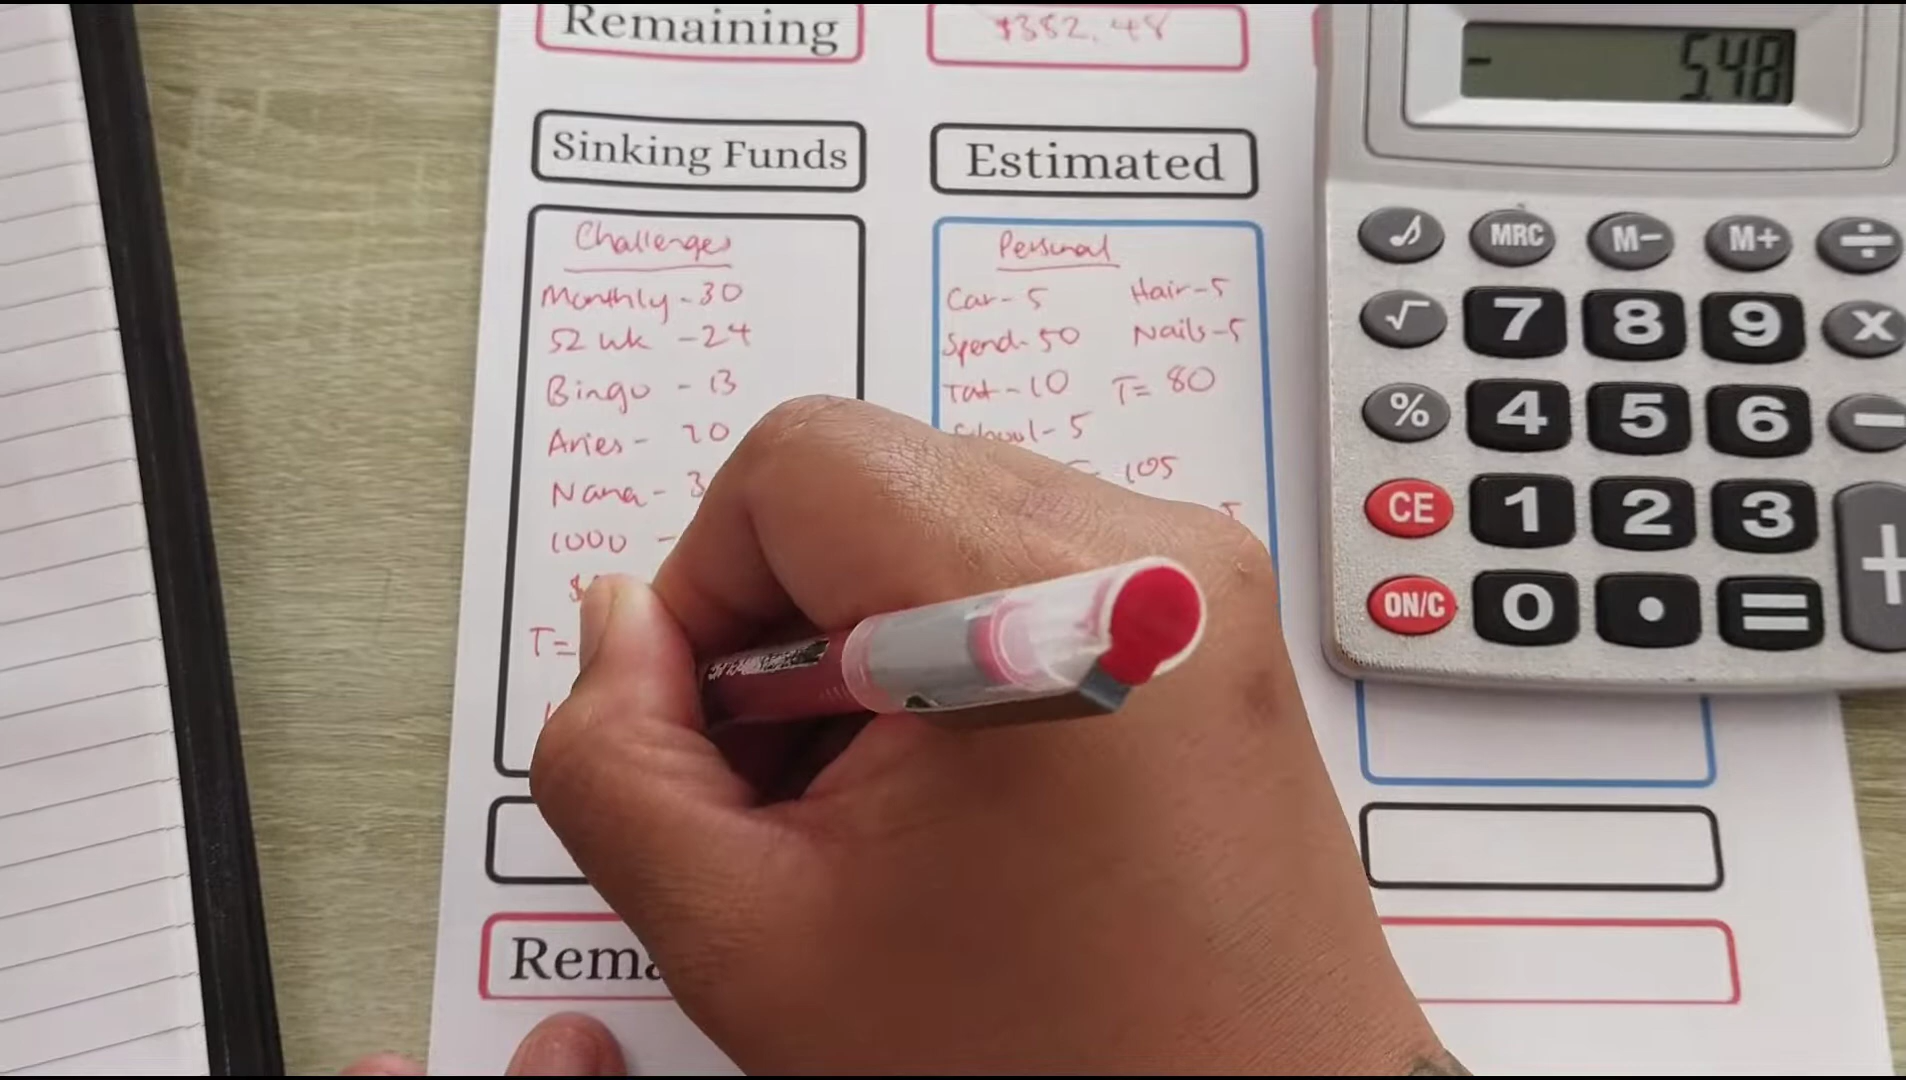 Remaining $382.48
- 5.48
Sinking Funds Estimated
Challenges
Monthly - 30
52 wk - 24
Bingo - 13
Aries - 20
Nana - 3
1000 -
$
T=
Personal
Car - 5 Hair - 5
Spend - 50 Nails - 5
Tat - 10 T= 80
School - 5
105
Rema
MRC M- M+ ÷
√ 7 8 9 X
% 4 5 6 -
CE 1 2 3 +
ON/C 0 . =